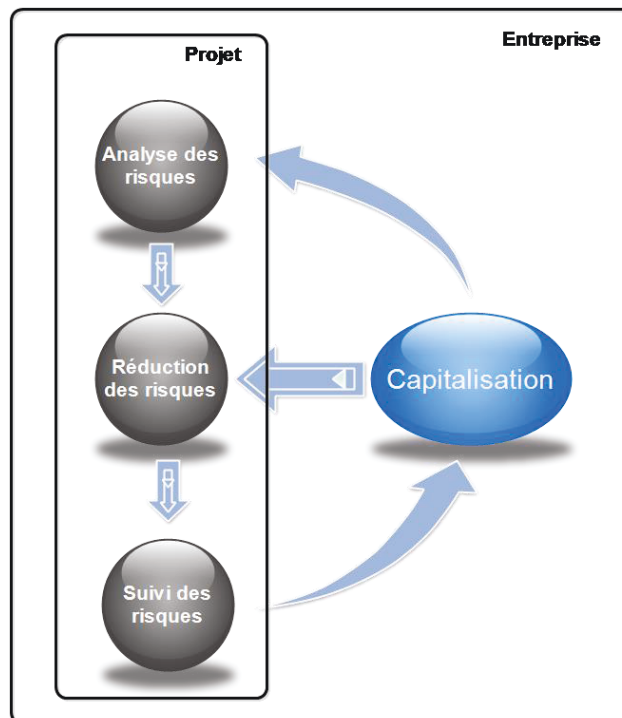 Entreprise
Projet
Analyse des
risques
Réduction
des risques
Capitalisation
Suivi des
risques